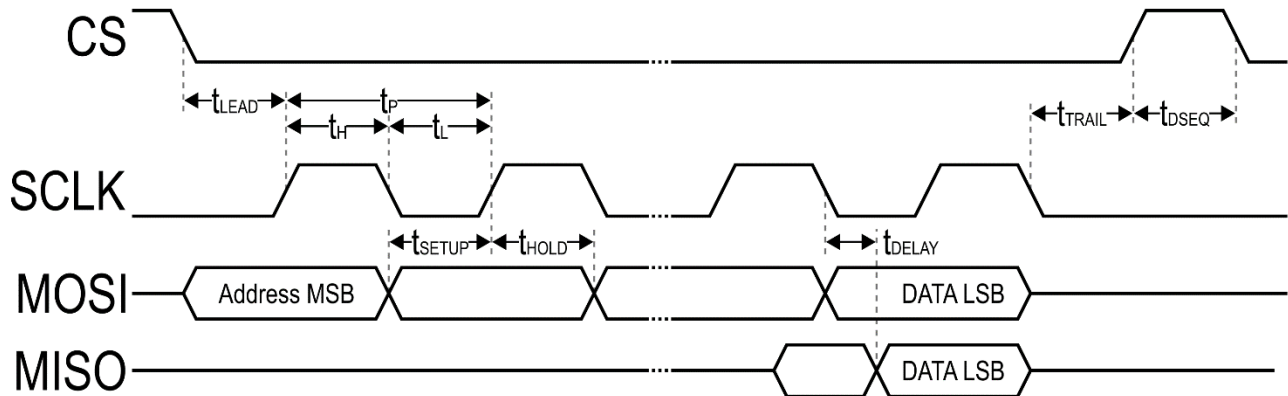 CS
tLEAD
tP
tH
tL
tTRAIL
tDSEQ
SCLK
tSETUP
tHOLD
tDELAY
MOSI
Address MSB
DATA LSB
MISO
DATA LSB